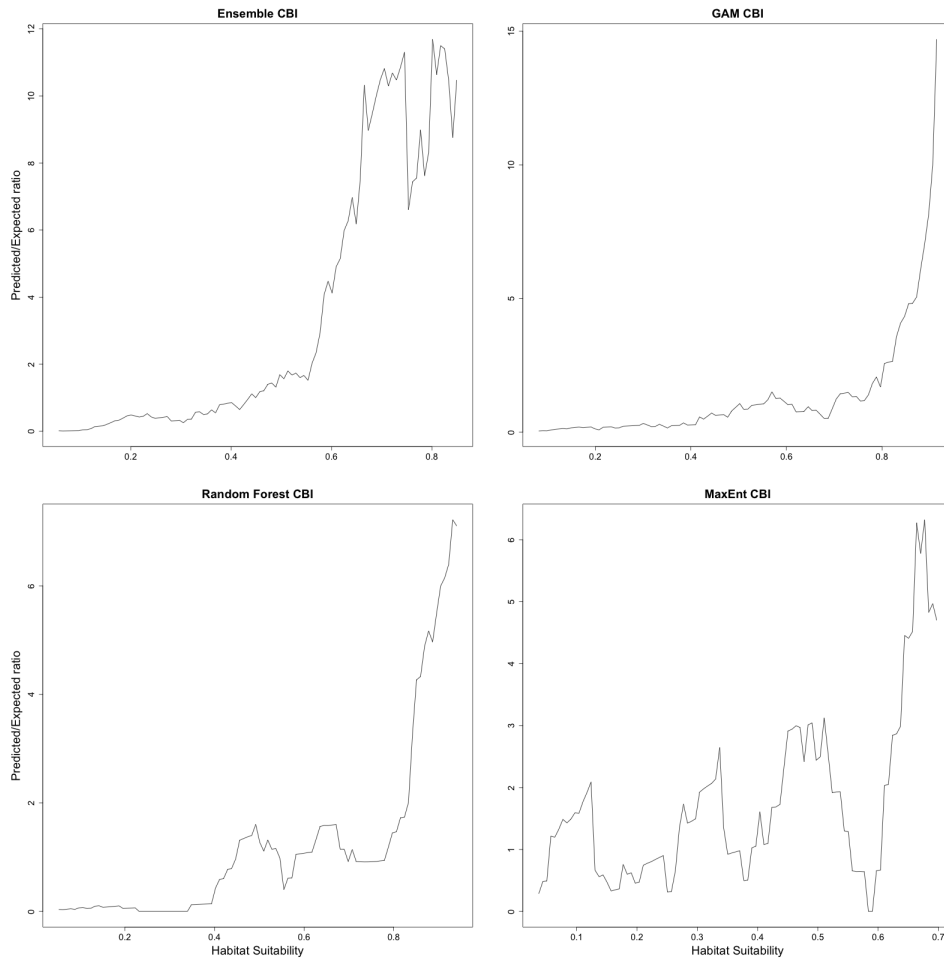 Ensemble CBI
Predicted/Expected ratio
0 2 4 6 8 10 12
0.2 0.4 0.6 0.8
GAM CBI
0 5 10 15
0.2 0.4 0.6 0.8
Random Forest CBI
Predicted/Expected ratio
0 2 4 6
0.2 0.4 0.6 0.8
Habitat Suitability
MaxEnt CBI
0 1 2 3 4 5 6
0.1 0.2 0.3 0.4 0.5 0.6 0.7
Habitat Suitability